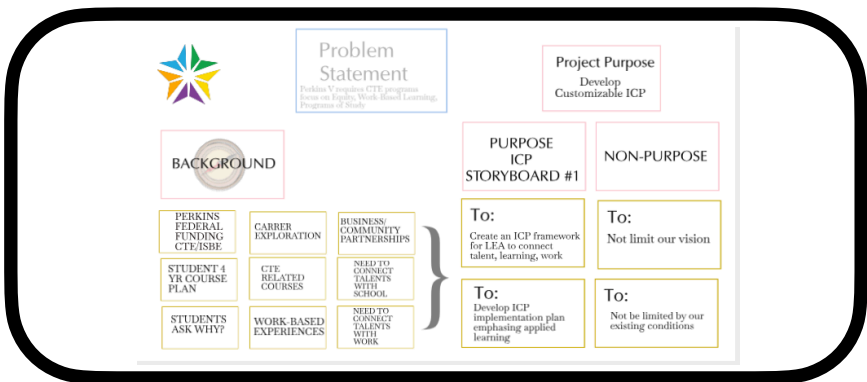 Problem
Statement
Perkins V requires CTE programs
focus on Equity, Work-Based Learning,
Programs of Study
Project Purpose
Develop
Customizable ICP
BACKGROUND
PURPOSE
ICP
STORYBOARD #1
NON-PURPOSE
PERKINS
FEDERAL
FUNDING
CTE/ISBE
CARRER
EXPLORATION
BUSINESS/
COMMUNITY
PARTNERSHIPS
STUDENT 4
YR COURSE
PLAN
CTE
RELATED
COURSES
NEED TO
CONNECT
TALENTS
WITH
SCHOOL
STUDENTS
ASK WHY?
WORK-BASED
EXPERIENCES
NEED TO
CONNECT
TALENTS
WITH
WORK
To:
Create an ICP framework
for LEA to connect
talent, learning, work
To:
Not limit our vision
To:
Develop ICP
implementation plan
emphasing applied
learning
To:
Not be limited by our
existing conditions